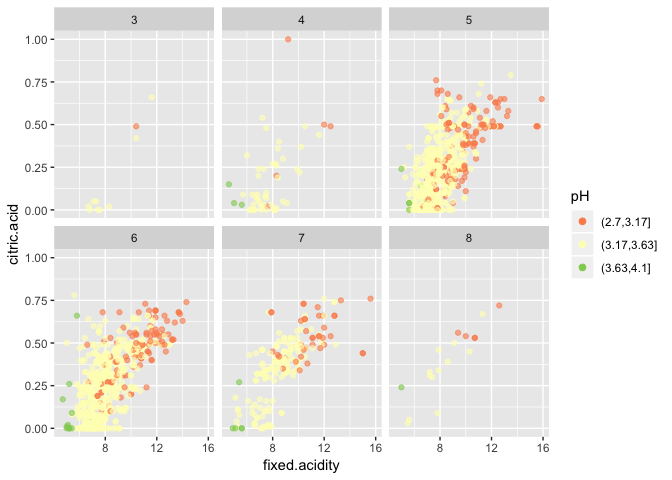 3 4 5
1.00
0.75
0.50
0.25
0.00
citric.acid
pH
(2.7,3.17]
(3.17,3.63]
(3.63,4.1]
6 7 8
1.00
0.75
0.50
0.25
0.00
8 12 16 8 12 16 8 12 16
fixed.acidity